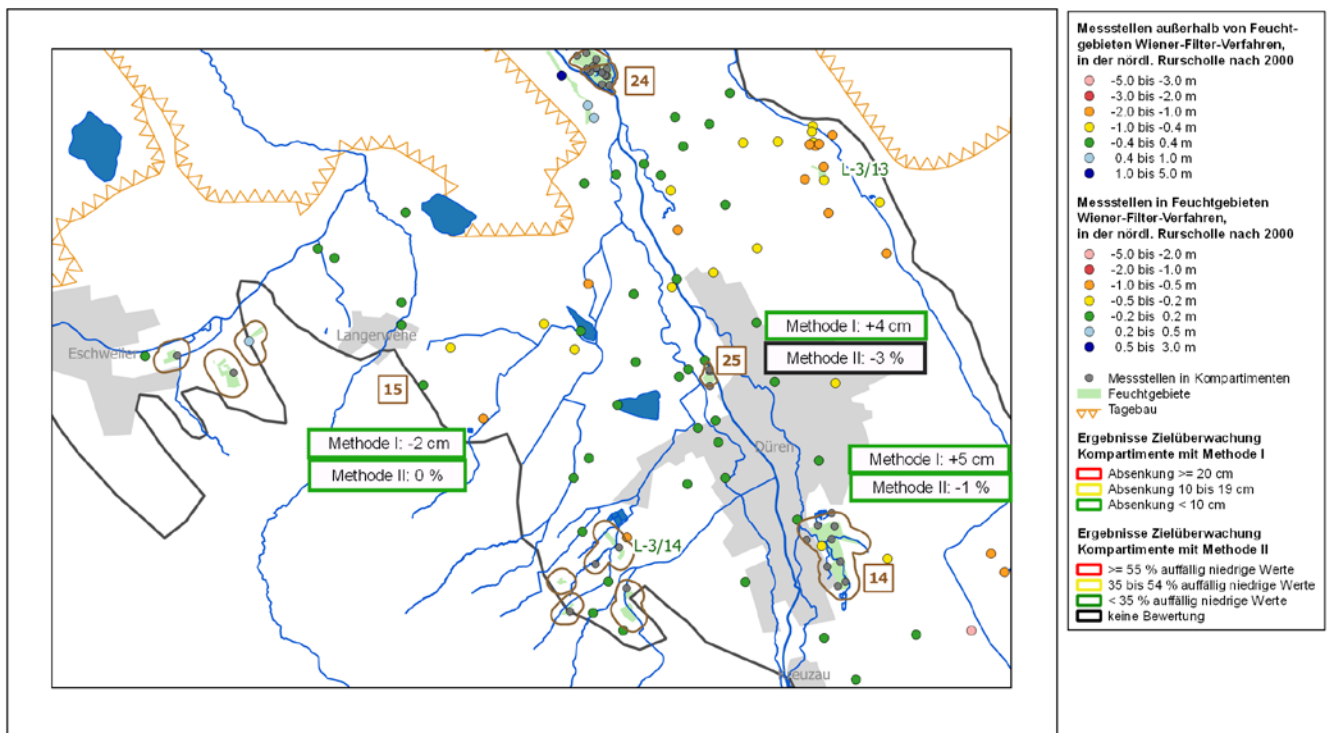 24
L-3/13
Eschweiler
Langerwehe
15
Methode I: -2 cm
Methode II: 0 %
Methode I: +4 cm
Methode II: -3 %
25
Düren
Methode I: +5 cm
Methode II: -1 %
L-3/14
14
Kreuzau
Messstellen außerhalb von Feucht-
gebieten Wiener-Filter-Verfahren,
in der nördl. Rurscholle nach 2000
-5.0 bis -3.0 m
-3.0 bis -2.0 m
-2.0 bis -1.0 m
-1.0 bis -0.4 m
-0.4 bis 0.4 m
0.4 bis 1.0 m
1.0 bis 5.0 m
Messstellen in Feuchtgebieten
Wiener-Filter-Verfahren,
in der nördl. Rurscholle nach 2000
-5.0 bis -2.0 m
-2.0 bis -1.0 m
-1.0 bis -0.5 m
-0.5 bis -0.2 m
-0.2 bis 0.2 m
0.2 bis 0.5 m
0.5 bis 3.0 m
Messstellen in Kompartimenten
Feuchtgebiete
Tagebau
Ergebnisse Zielüberwachung
Kompartimente mit Methode I
Absenkung >= 20 cm
Absenkung 10 bis 19 cm
Absenkung < 10 cm
Ergebnisse Zielüberwachung
Kompartimente mit Methode II
>= 55 % auffällig niedrige Werte
35 bis 54 % auffällig niedrige Werte
< 35 % auffällig niedrige Werte
keine Bewertung